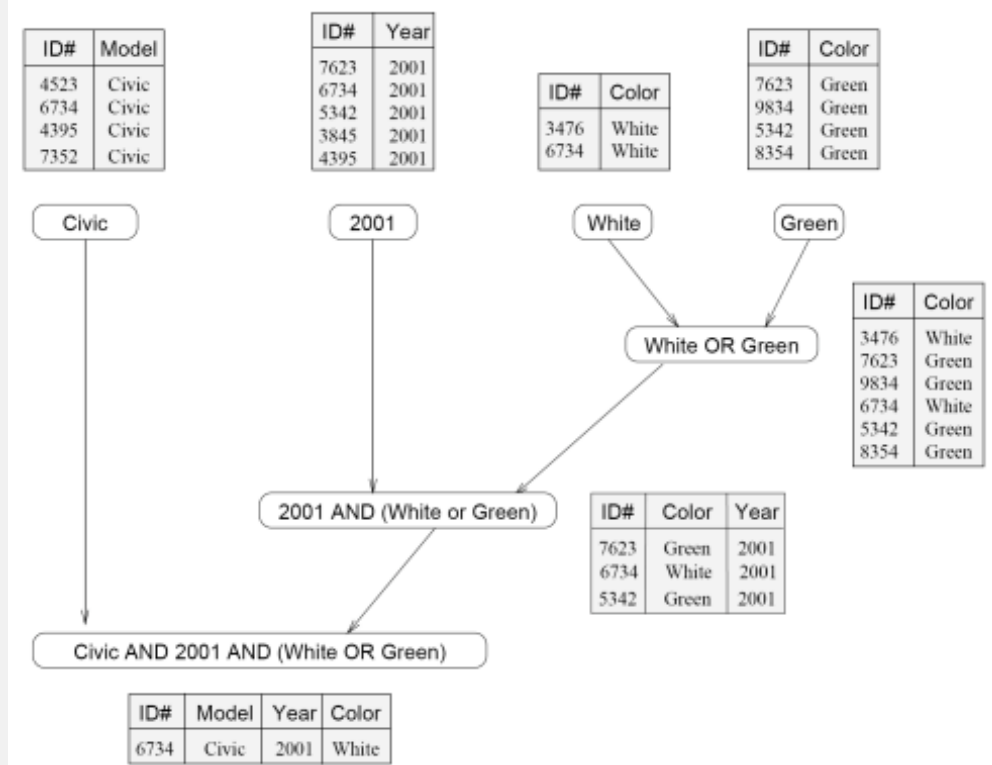 ID# Model
4523 Civic
6734 Civic
4395 Civic
7352 Civic
ID# Year
7623 2001
6734 2001
5342 2001
3845 2001
4395 2001
ID# Color
3476 White
6734 White
ID# Color
7623 Green
9834 Green
5342 Green
8354 Green
Civic
2001
White
Green
White OR Green
ID# Color
3476 White
7623 Green
9834 Green
6734 White
5342 Green
8354 Green
2001 AND (White or Green)
ID# Color Year
7623 Green 2001
6734 White 2001
5342 Green 2001
Civic AND 2001 AND (White OR Green)
ID# Model Year Color
6734 Civic 2001 White